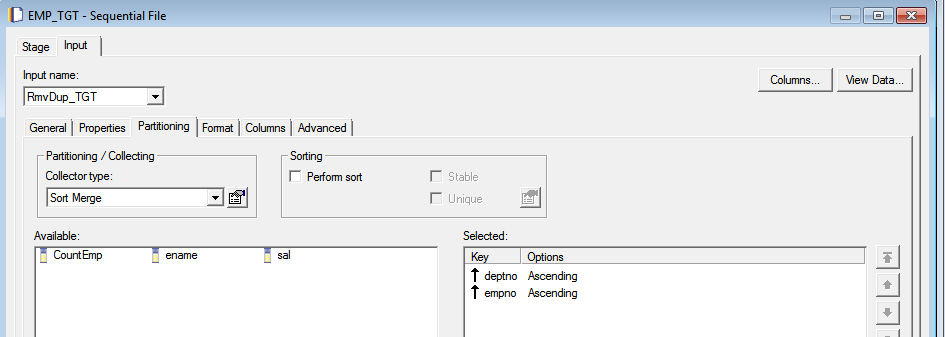 EMP_TGT - Sequential File
Stage Input
Input name:
RmvDup_TGT
Columns... View Data...
General Properties Partitioning Format Columns Advanced
Partitioning / Collecting
Collector type:
Sort Merge
Sorting
Perform sort Stable
Unique
Available:
CountEmp ename sal
Selected:
Key Options
deptno Ascending
empno Ascending